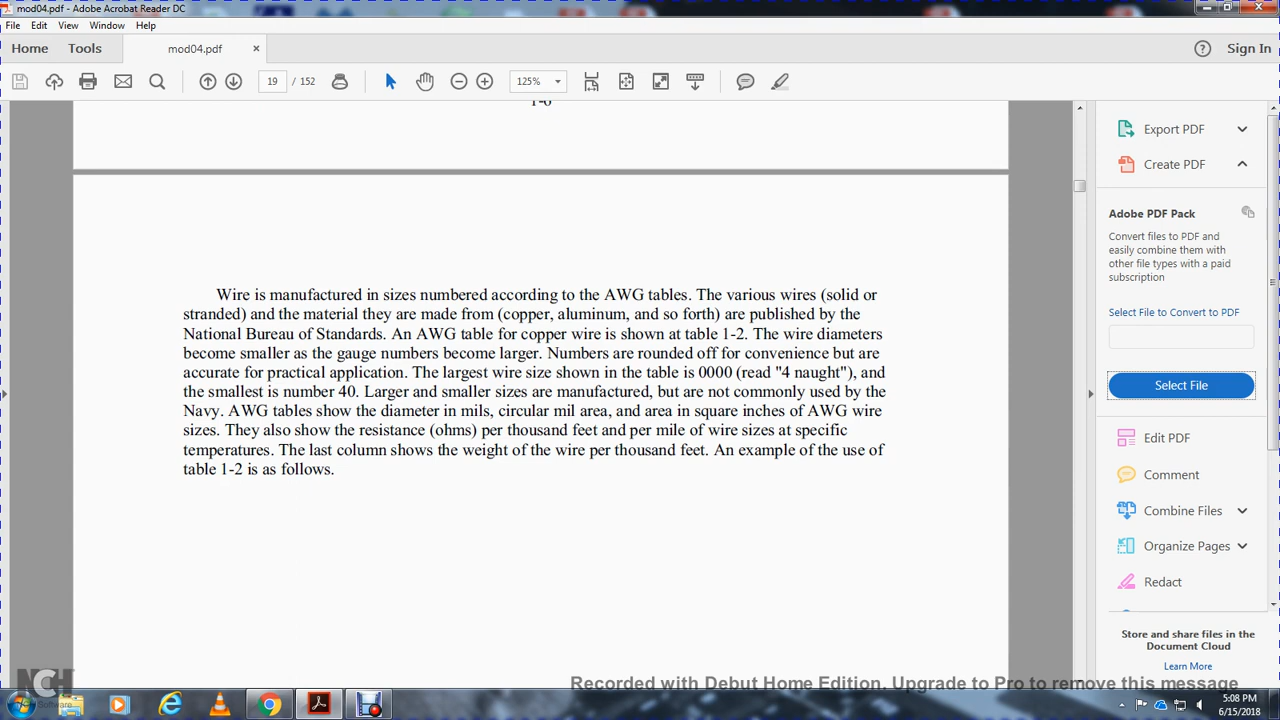 mod04.pdf - Adobe Acrobat Reader DC
File Edit View Window Help
Home Tools mod04.pdf × ? Sign In
19 / 152 125%
1-6
Wire is manufactured in sizes numbered according to the AWG tables. The various wires (solid or
stranded) and the material they are made from (copper, aluminum, and so forth) are published by the
National Bureau of Standards. An AWG table for copper wire is shown at table 1-2. The wire diameters
become smaller as the gauge numbers become larger. Numbers are rounded off for convenience but are
accurate for practical application. The largest wire size shown in the table is 0000 (read "4 naught"), and
the smallest is number 40. Larger and smaller sizes are manufactured, but are not commonly used by the
Navy. AWG tables show the diameter in mils, circular mil area, and area in square inches of AWG wire
sizes. They also show the resistance (ohms) per thousand feet and per mile of wire sizes at specific
temperatures. The last column shows the weight of the wire per thousand feet. An example of the use of
table 1-2 is as follows.
Export PDF
Create PDF
Adobe PDF Pack
Convert files to PDF and
easily combine them with
other file types with a paid
subscription
Select File to Convert to PDF
Select File
Edit PDF
Comment
Combine Files
Organize Pages
Redact
Store and share files in the
Document Cloud
Learn More
NCH
Software
Recorded with Debut Home Edition. Upgrade to Pro to remove this message
5:08 PM
6/15/2018